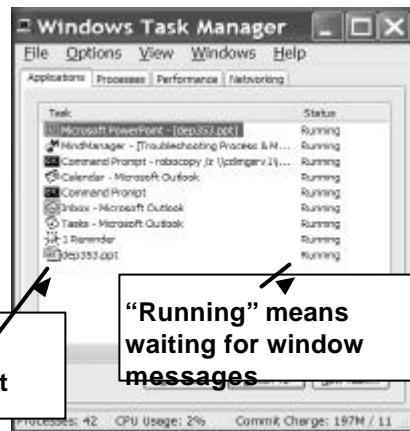 Windows Task Manager
File Options View Windows Help
Applications Processes Performance Networking
Task Status
Microsoft PowerPoint - [dep353.ppt] Running
MindManager - [Troubleshooting Process & M... Running
Command Prompt - robocopy /z Running
Calendar - Microsoft Outlook Running
Command Prompt Running
Inbox - Microsoft Outlook Running
Tasks - Microsoft Outlook Running
1 Reminder Running
dep353.ppt Running
“Running” means
waiting for window
messages
t
Processes: 42 CPU Usage: 2% Commit Charge: 197M / 11